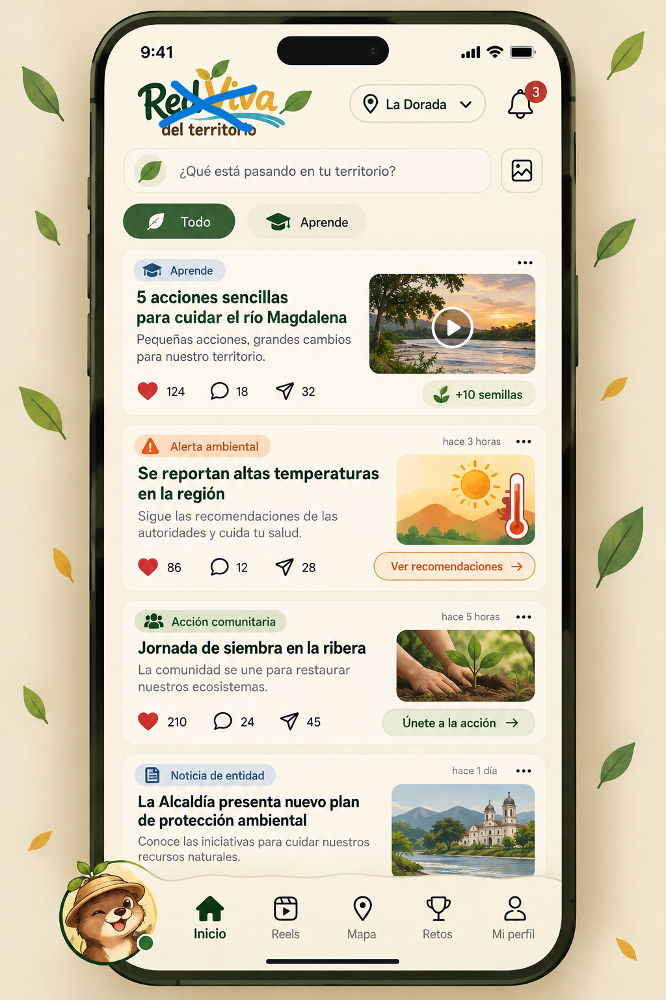 9:41
Red Viva
del territorio
La Dorada
3
¿Qué está pasando en tu territorio?
Todo
Aprende
Aprende
5 acciones sencillas
para cuidar el río Magdalena
Pequeñas acciones, grandes cambios
para nuestro territorio.
124
18
32
+10 semillas
Alerta ambiental
hace 3 horas
Se reportan altas temperaturas
en la región
Sigue las recomendaciones de las
autoridades y cuida tu salud.
86
12
28
Ver recomendaciones
Acción comunitaria
hace 5 horas
Jornada de siembra en la ribera
La comunidad se une para restaurar
nuestros ecosistemas.
210
24
45
Únete a la acción
Noticia de entidad
hace 1 día
La Alcaldía presenta nuevo plan
de protección ambiental
Conoce las iniciativas para cuidar nuestros
recursos naturales.
Inicio
Reels
Mapa
Retos
Mi perfil